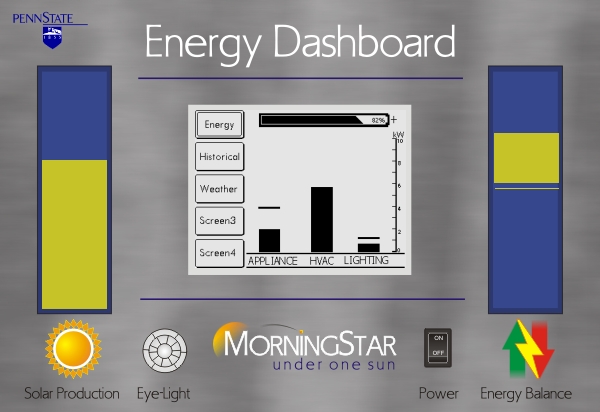 PENNSTATE
1855
Energy Dashboard
Energy
82%
+
kW
10
Historical
8
Weather
6
Screen3
4
2
Screen4
0
APPLIANCE HVAC LIGHTING
MORNINGSTAR
under one sun
ON
OFF
Solar Production Eye-Light Power Energy Balance